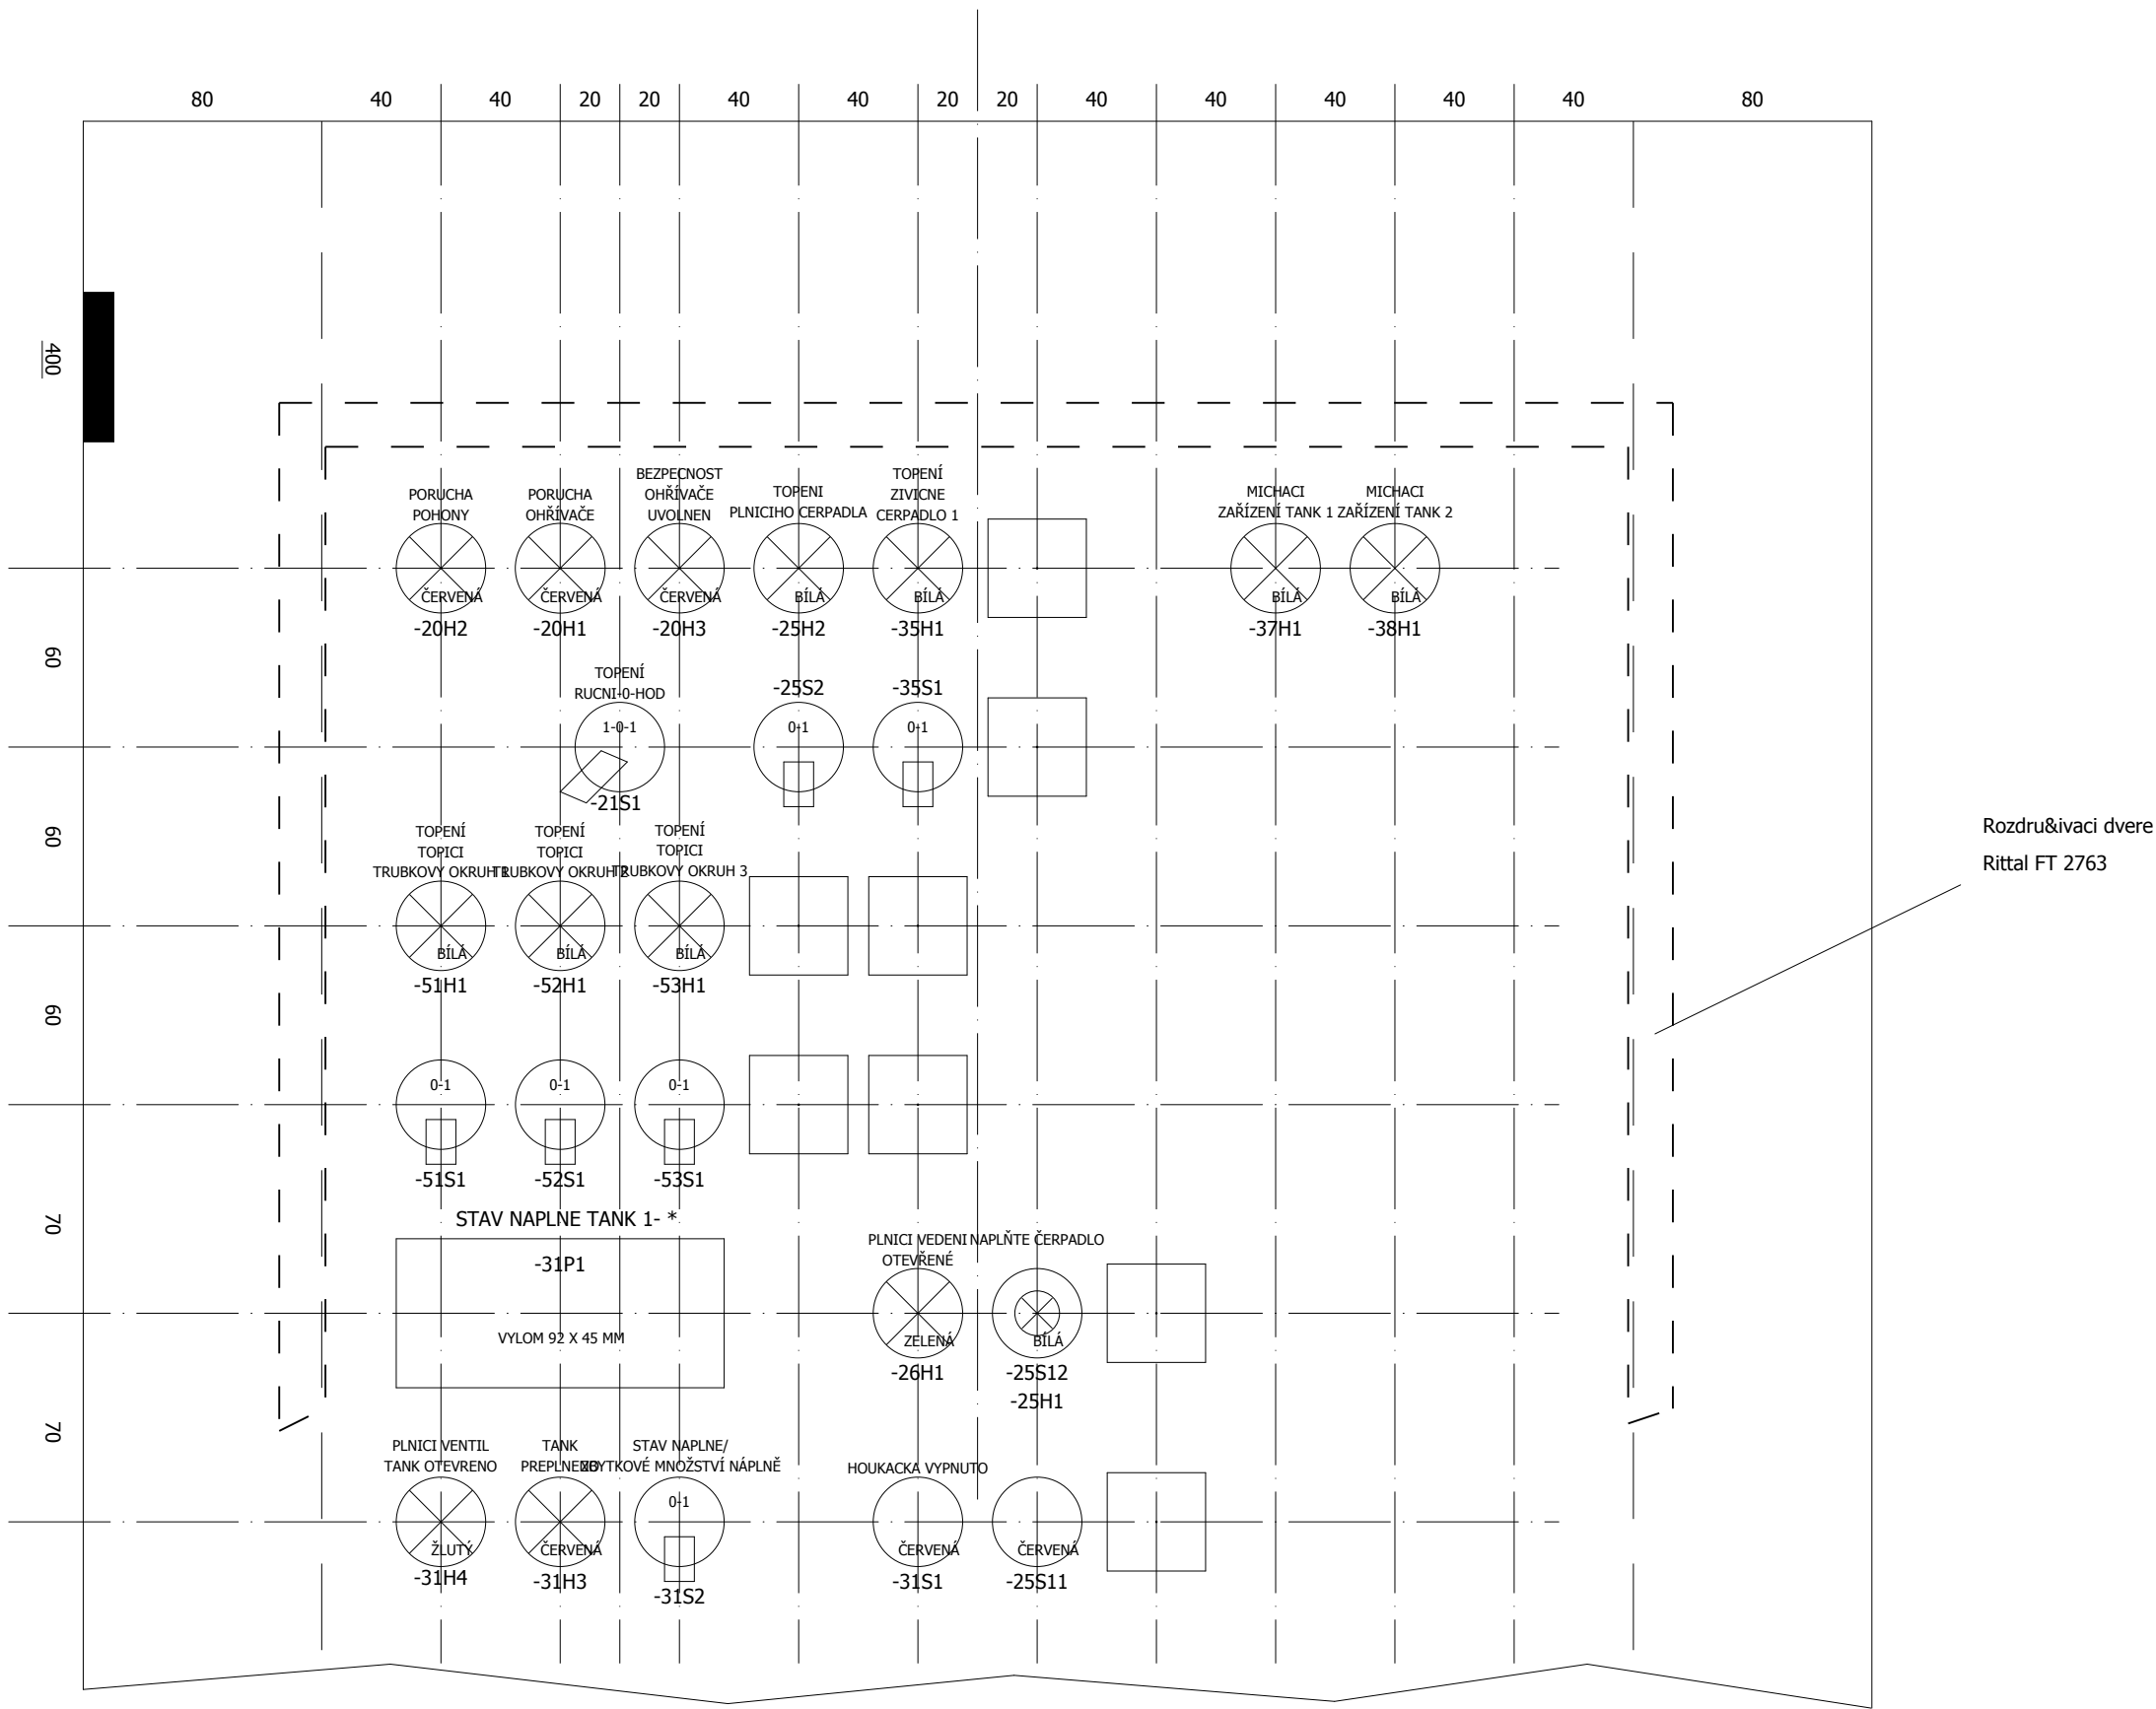 80 40 40 20 20 40 40 20 20 40 40 40 40 40 80
400
PORUCHA
POHONY
ČERVENÁ
-20H2
PORUCHA
OHŘÍVAČE
ČERVENÁ
-20H1
BEZPECNOST
OHŘÍVAČE
UVOLNEN
ČERVENÁ
-20H3
TOPENI
PLNICIHO CERPADLA
BÍLÁ
-25H2
TOPENÍ
ZIVICNE
CERPADLO 1
BÍLÁ
-35H1
MICHACI
ZAŘÍZENÍ TANK 1
BÍLÁ
-37H1
MICHACI
ZAŘÍZENÍ TANK 2
BÍLÁ
-38H1
60
TOPENÍ
RUCNI-0-HOD
1-0-1
-21S1
-25S2
0-1
-35S1
0-1
60
TOPENÍ
TOPICI
TRUBKOVY OKRUH 1
BÍLÁ
-51H1
TOPENÍ
TOPICI
TRUBKOVY OKRUH 2
BÍLÁ
-52H1
TOPENÍ
TOPICI
TRUBKOVY OKRUH 3
BÍLÁ
-53H1
Rozdru&ivaci dvere
Rittal FT 2763
60
0-1
-51S1
0-1
-52S1
0-1
-53S1
70
STAV NAPLNE TANK 1- *
-31P1
VYLOM 92 X 45 MM
PLNICI VEDENI
OTEVŘENÉ
ZELENÁ
-26H1
NAPLŇTE ČERPADLO
BÍLÁ
-25S12
-25H1
70
PLNICI VENTIL
TANK OTEVRENO
ŽLUTÝ
-31H4
TANK
PREPLNENO
ČERVENÁ
-31H3
STAV NAPLNE/
ZBYTKOVÉ MNOŽSTVÍ NÁPLNĚ
0-1
-31S2
HOUKACKA VYPNUTO
ČERVENÁ
-31S1
ČERVENÁ
-25S11